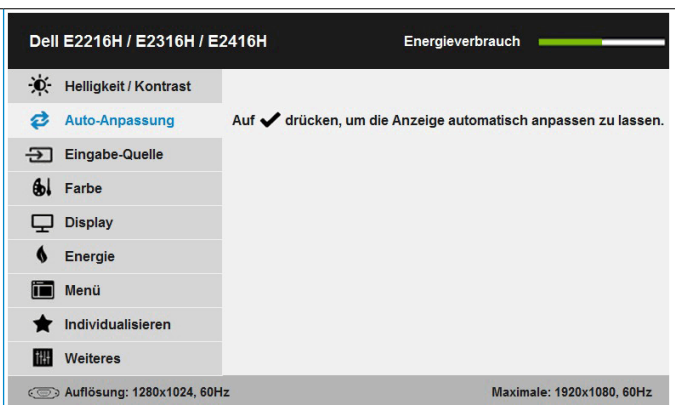 Dell E2216H / E2316H / E2416H
Energieverbrauch
Helligkeit / Kontrast
Auto-Anpassung
Auf ✔ drücken, um die Anzeige automatisch anpassen zu lassen.
Eingabe-Quelle
Farbe
Display
Energie
Menü
Individualisieren
Weiteres
Auflösung: 1280x1024, 60Hz
Maximale: 1920x1080, 60Hz